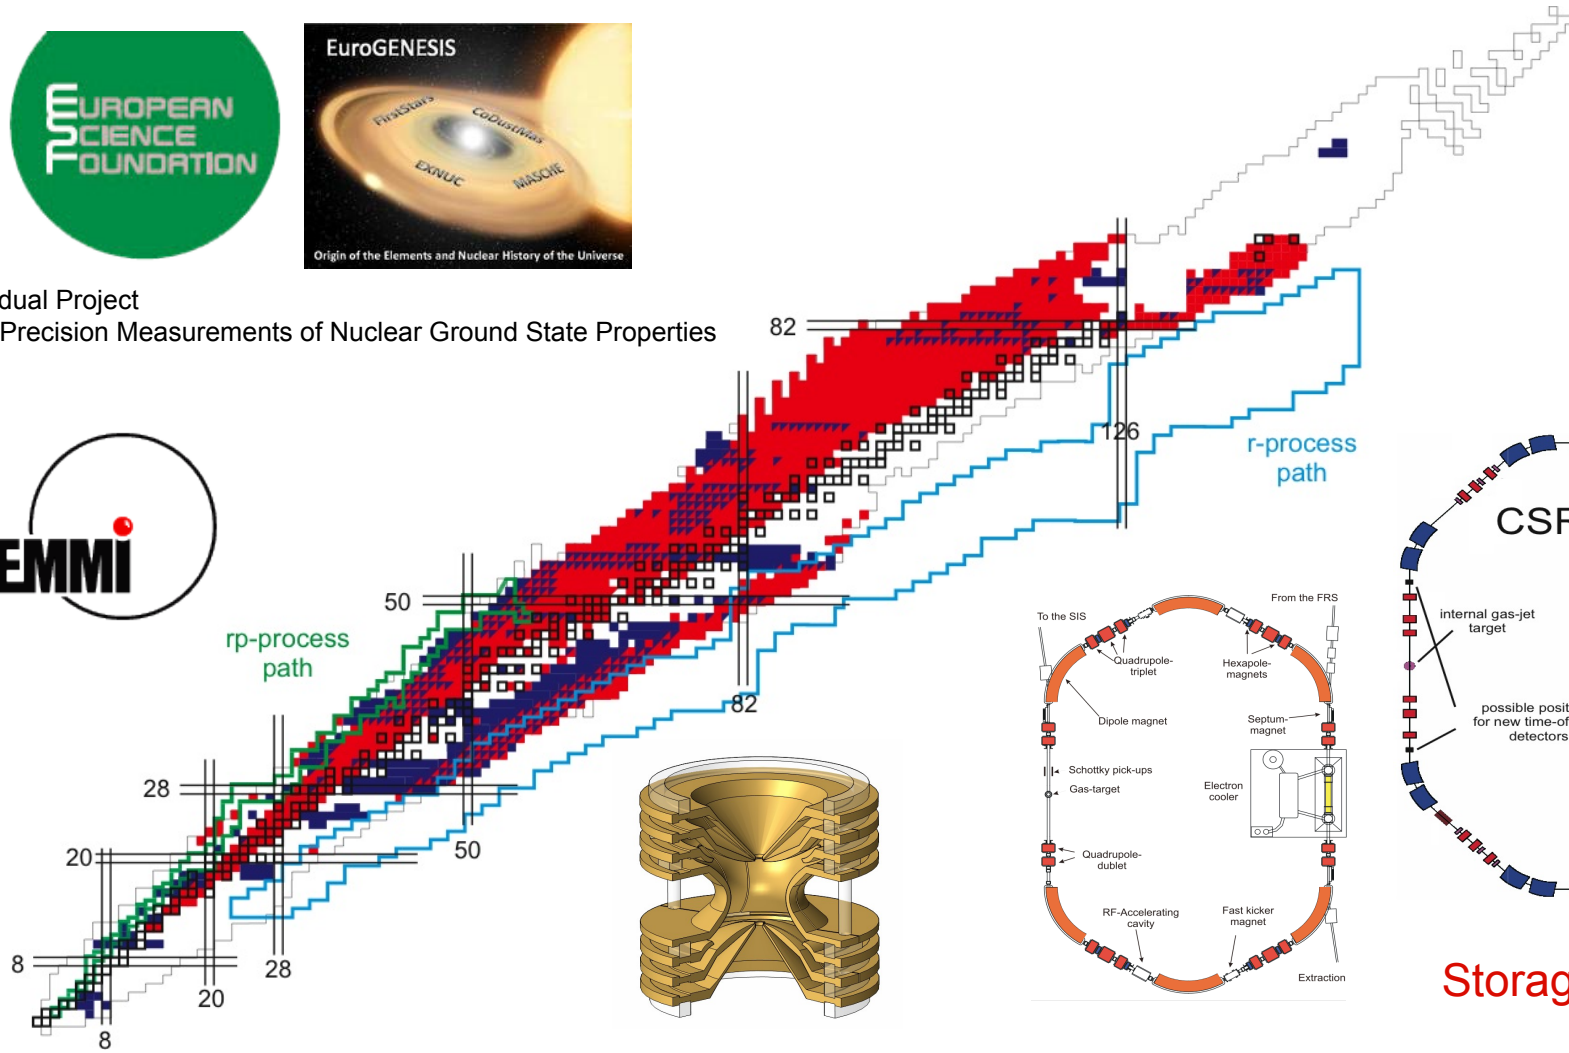 EUROPEAN
SCIENCE
FOUNDATION
EuroGENESIS
FirstStars
CoDustMas
EXNUC
MASCHE
Origin of the Elements and Nuclear History of the Universe
dual Project
Precision Measurements of Nuclear Ground State Properties
EMMI
82
126
r-process
path
50
rp-process
path
82
28
50
20
8
28
20
8
To the SIS
From the FRS
Quadrupole-
triplet
Hexapole-
magnets
Dipole magnet
Septum-
magnet
Schottky pick-ups
Gas-target
Electron
cooler
Quadrupole-
dublet
RF-Accelerating
cavity
Fast kicker
magnet
Extraction
CSR
internal gas-jet
target
possible posit
for new time-of
detectors
Storag